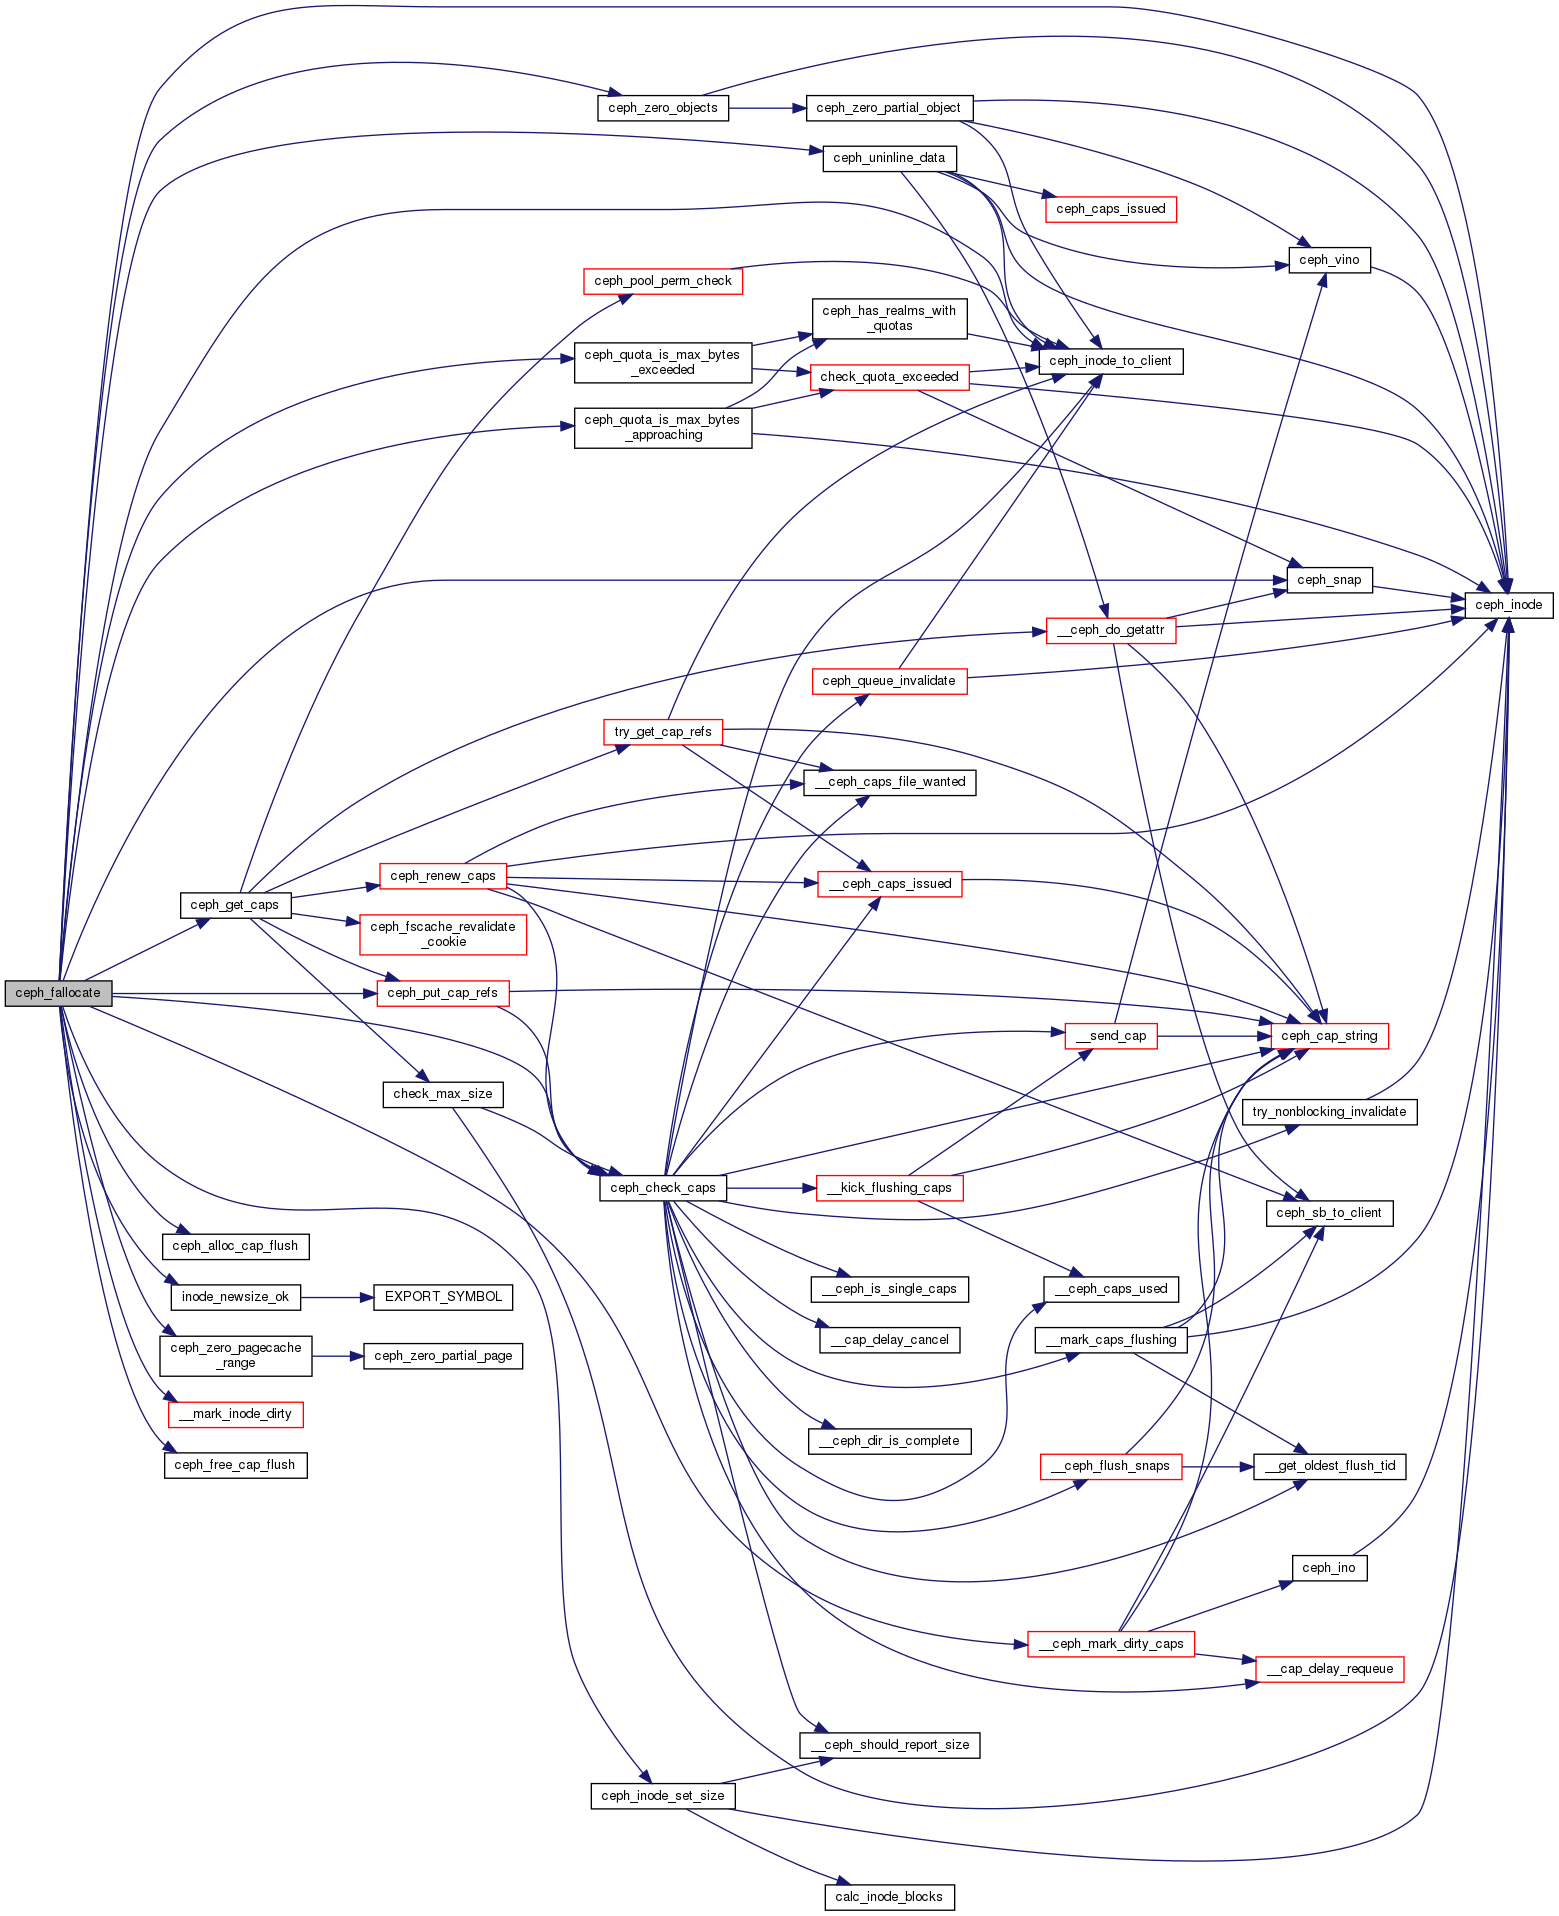 ceph_zero_objects
ceph_zero_partial_object
ceph_uninline_data
ceph_caps_issued
ceph_vino
ceph_pool_perm_check
ceph_has_realms_with
_quotas
ceph_quota_is_max_bytes
_exceeded
ceph_inode_to_client
check_quota_exceeded
ceph_quota_is_max_bytes
_approaching
ceph_snap
ceph_inode
__ceph_do_getattr
ceph_queue_invalidate
try_get_cap_refs
__ceph_caps_file_wanted
ceph_renew_caps
__ceph_caps_issued
ceph_get_caps
ceph_fscache_revalidate
_cookie
ceph_fallocate
ceph_put_cap_refs
__send_cap
ceph_cap_string
check_max_size
try_nonblocking_invalidate
ceph_check_caps
__kick_flushing_caps
ceph_sb_to_client
ceph_alloc_cap_flush
__ceph_is_single_caps
__ceph_caps_used
inode_newsize_ok
EXPORT_SYMBOL
__cap_delay_cancel
__mark_caps_flushing
ceph_zero_pagecache
_range
ceph_zero_partial_page
__mark_inode_dirty
__ceph_dir_is_complete
ceph_free_cap_flush
__ceph_flush_snaps
__get_oldest_flush_tid
ceph_ino
__ceph_mark_dirty_caps
__cap_delay_requeue
__ceph_should_report_size
ceph_inode_set_size
calc_inode_blocks